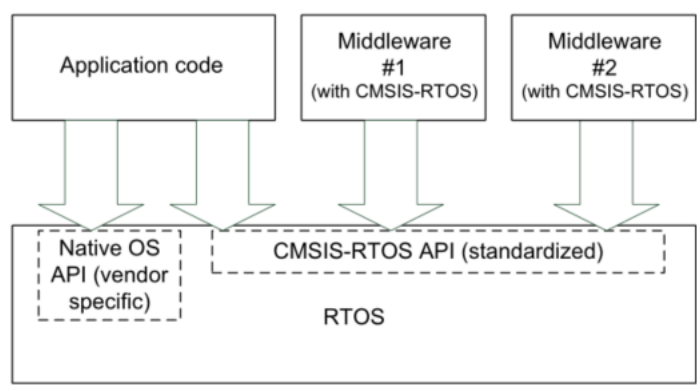 Application code
Middleware
#1
(with CMSIS-RTOS)
Middleware
#2
(with CMSIS-RTOS)
Native OS
API (vendor
specific)
CMSIS-RTOS API (standardized)
RTOS